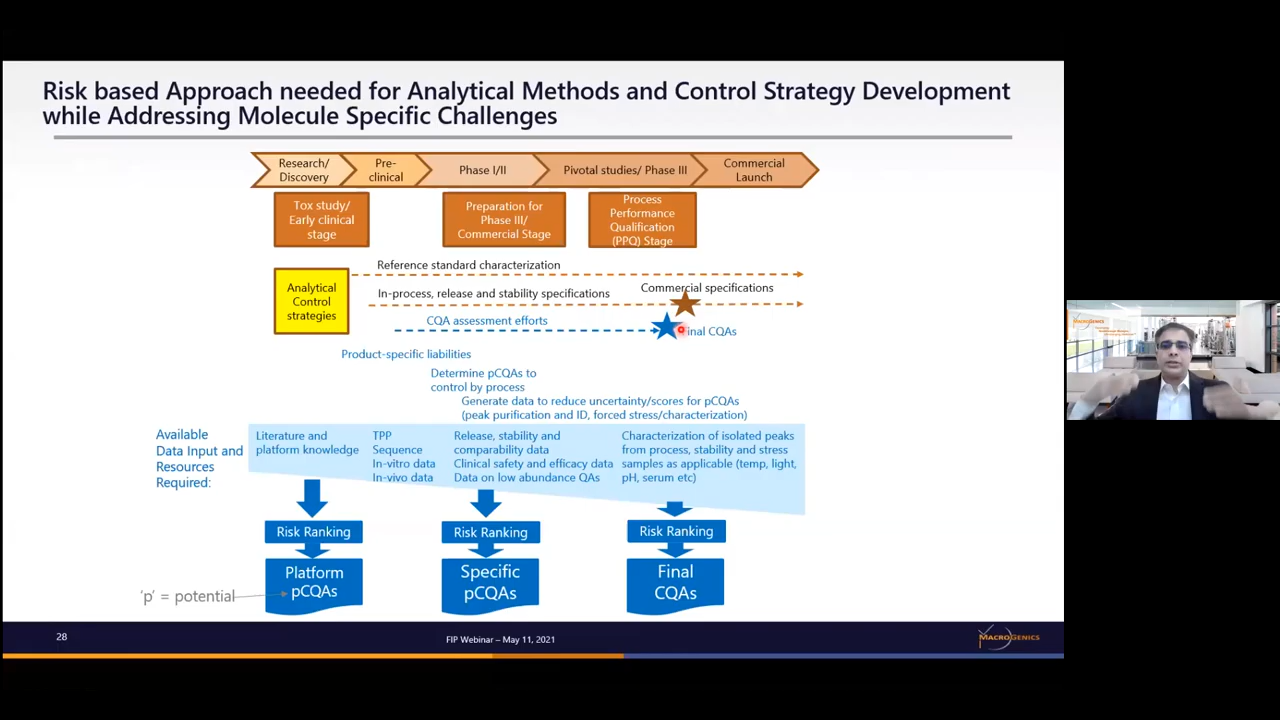 Risk based Approach needed for Analytical Methods and Control Strategy Development
while Addressing Molecule Specific Challenges
Research/
Discovery
Pre-
clinical
Phase I/II
Pivotal studies/ Phase III
Commercial
Launch
Tox study/
Early clinical
stage
Preparation for
Phase III/
Commercial Stage
Process
Performance
Qualification
(PPQ) Stage
Analytical
Control
strategies
Reference standard characterization
In-process, release and stability specifications
Commercial specifications
CQA assessment efforts
inal CQAs
Product-specific liabilities
Determine pCQAs to
control by process
Generate data to reduce uncertainty/scores for pCQAs
(peak purification and ID, forced stress/characterization)
Available
Data Input and
Resources
Required:
Literature and
platform knowledge
TPP
Sequence
In-vitro data
In-vivo data
Release, stability and
comparability data
Clinical safety and efficacy data
Data on low abundance QAs
Characterization of isolated peaks
from process, stability and stress
samples as applicable (temp, light,
pH, serum etc)
Risk Ranking
Risk Ranking
Risk Ranking
Platform
pCQAs
Specific
pCQAs
Final
CQAs
'p' = potential
28
FIP Webinar – May 11, 2021
MACROGENICS
MACROGENICS